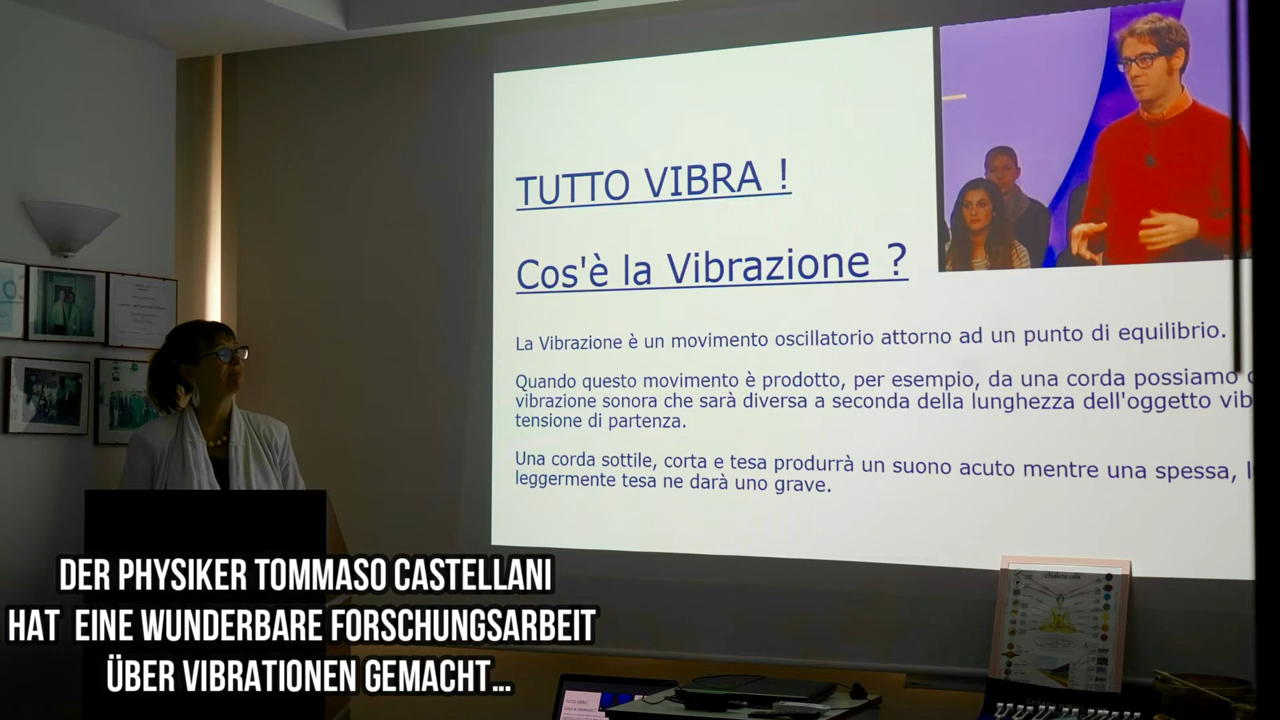 TUTTO VIBRA !
Cos'è la Vibrazione ?
La Vibrazione è un movimento oscillatorio attorno ad un punto di equilibrio.
Quando questo movimento è prodotto, per esempio, da una corda possiamo
vibrazione sonora che sarà diversa a seconda della lunghezza dell'oggetto vib
tensione di partenza.
Una corda sottile, corta e tesa produrrà un suono acuto mentre una spessa, l
leggermente tesa ne darà uno grave.
chakra oils
DER PHYSIKER TOMMASO CASTELLANI
HAT EINE WUNDERBARE FORSCHUNGSARBEIT
ÜBER VIBRATIONEN GEMACHT...